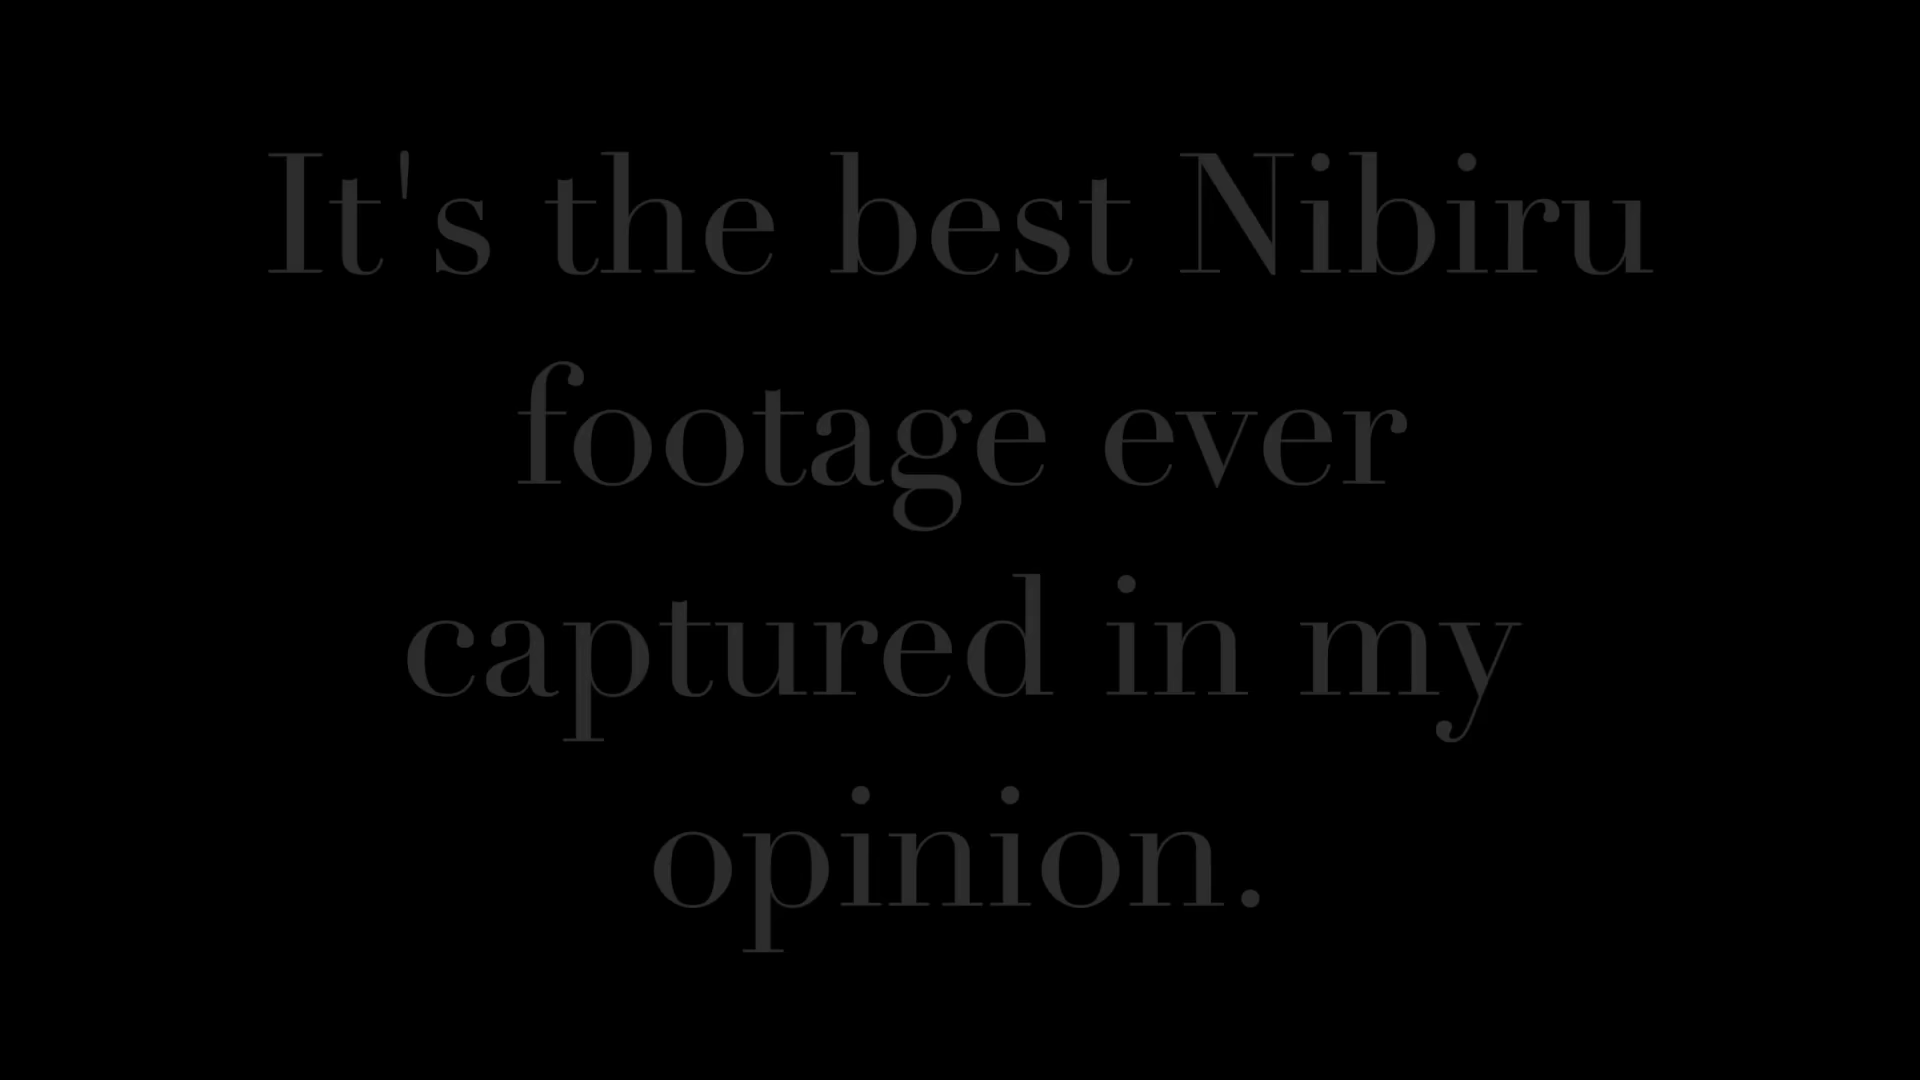 It's the best Nibiru
footage ever
captured in my
opinion.